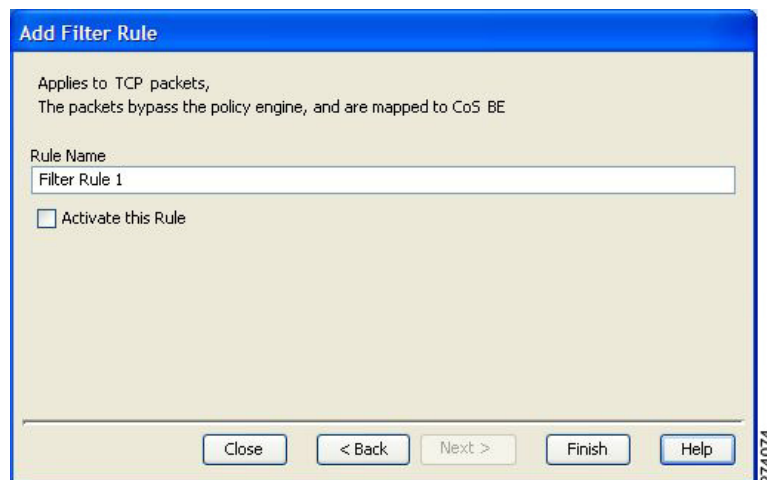 Add Filter Rule
Applies to TCP packets,
The packets bypass the policy engine, and are mapped to CoS BE
Rule Name
Filter Rule 1
Activate this Rule
Close
< Back
Next >
Finish
Help
274074